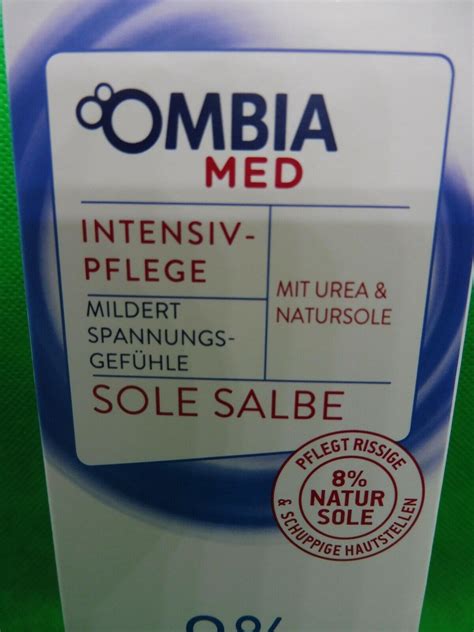 OMBIA
MED
INTENSIV-
PFLEGE
MILDERT
SPANNUNGS-
GEFÜHLE
MIT UREA &
NATURSOLE
SOLE SALBE
PFLEGT RISSIGE
& SCHUPPIGE HAUTSTELLEN
8%
NATUR
SOLE